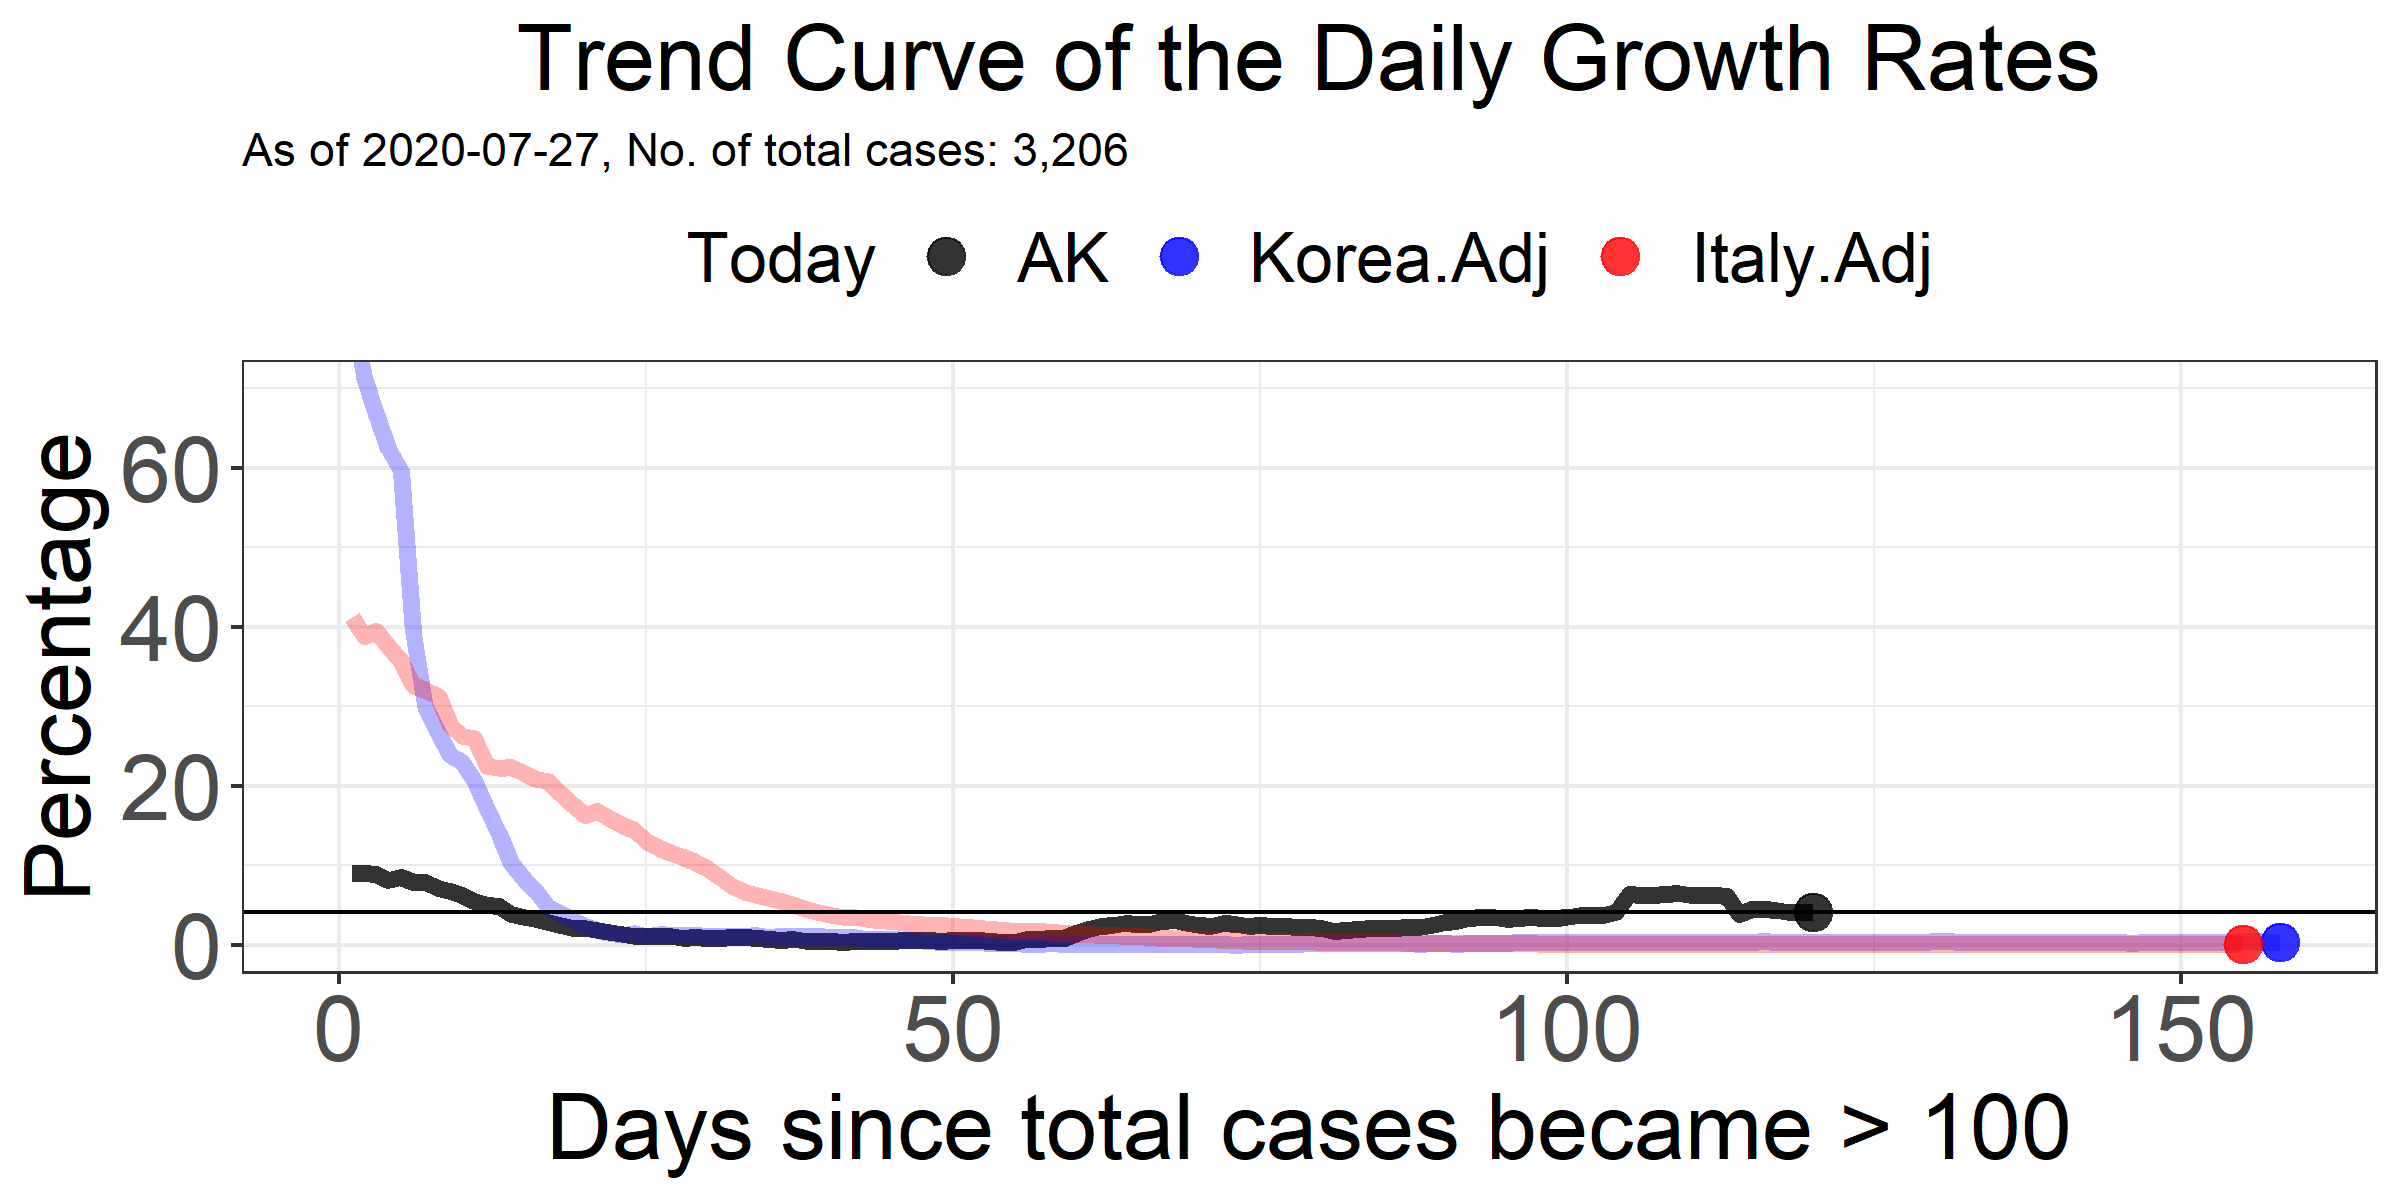 Trend Curve of the Daily Growth Rates
As of 2020-07-27, No. of total cases: 3,206
Today AK Korea.Adj Italy.Adj
Percentage
60
40
20
0
0 50 100 150
Days since total cases became > 100